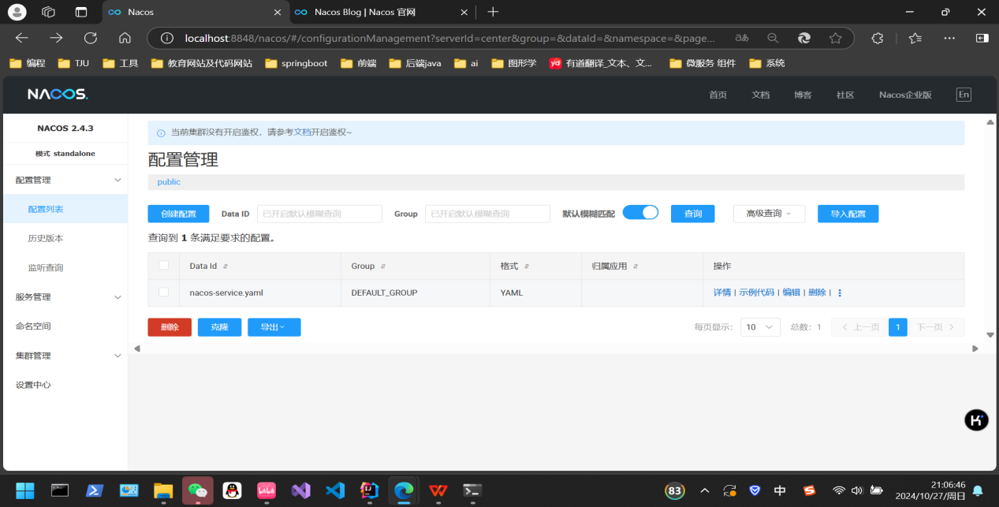 Nacos
Nacos Blog | Nacos 官网
localhost:8848/nacos/#/configurationManagement?serverId=center&group=&dataId=&namespace=&page...
aあ
编程
TJU
工具
教育网站及代码网站
springboot
前端
后端java
ai
图形学
yd 有道翻译_文本、文...
微服务 组件
系统
NACOS.
首页
文档
博客
社区
Nacos企业版
En
NACOS 2.4.3
模式 standalone
配置管理
配置列表
历史版本
监听查询
服务管理
命名空间
集群管理
设置中心
当前集群没有开启鉴权，请参考文档开启鉴权~
配置管理
public
创建配置 Data ID 已开启默认模糊查询 Group 已开启默认模糊查询 默认模糊匹配 查询 高级查询 导入配置
查询到 1 条满足要求的配置。
Data Id Group 格式 归属应用 操作
nacos-service.yaml DEFAULT_GROUP YAML 详情 | 示例代码 | 编辑 | 删除 |
删除 克隆 导出 每页显示: 10 总数: 1 上一页 1 下一页
83
中
21:06:46
2024/10/27/周日